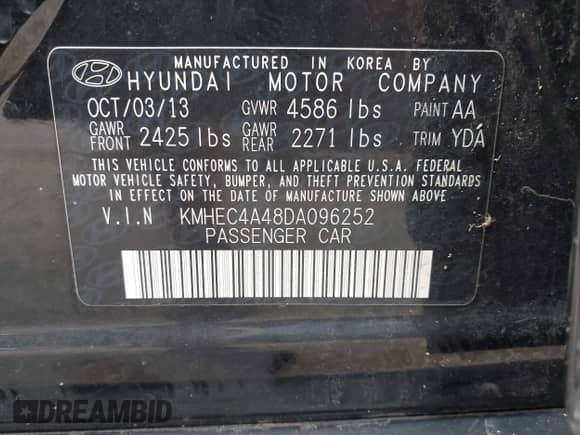 MANUFACTURED IN KOREA BY
HYUNDAI MOTOR COMPANY
OCT/03/13 GVWR 4586 lbs PAINT AA
GAWR FRONT 2425 lbs GAWR REAR 2271 lbs TRIM YDA
THIS VEHICLE CONFORMS TO ALL APPLICABLE U.S.A. FEDERAL
MOTOR VEHICLE SAFETY, BUMPER, AND THEFT PREVENTION STANDARDS
IN EFFECT ON THE DATE OF MANUFACTURE SHOWN ABOVE
V.I.N KMHEC4A48DA096252
PASSENGER CAR
DREAMBID